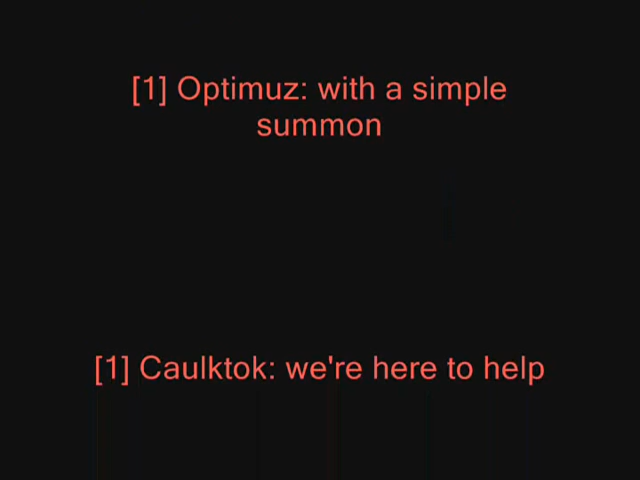 [1] Optimuz: with a simple
summon
[1] Caulktok: we're here to help